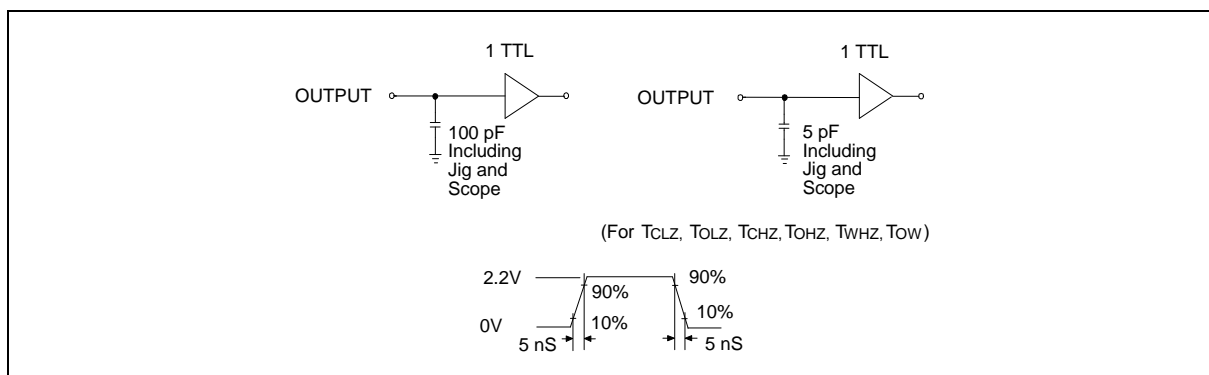 1 TTL
OUTPUT
100 pF
Including
Jig and
Scope
1 TTL
OUTPUT
5 pF
Including
Jig and
Scope
(For TCLZ, TOLZ, TCHZ, TOHZ, TWHZ, TOW)
2.2V
90%
90%
0V
10%
10%
5 nS
5 nS